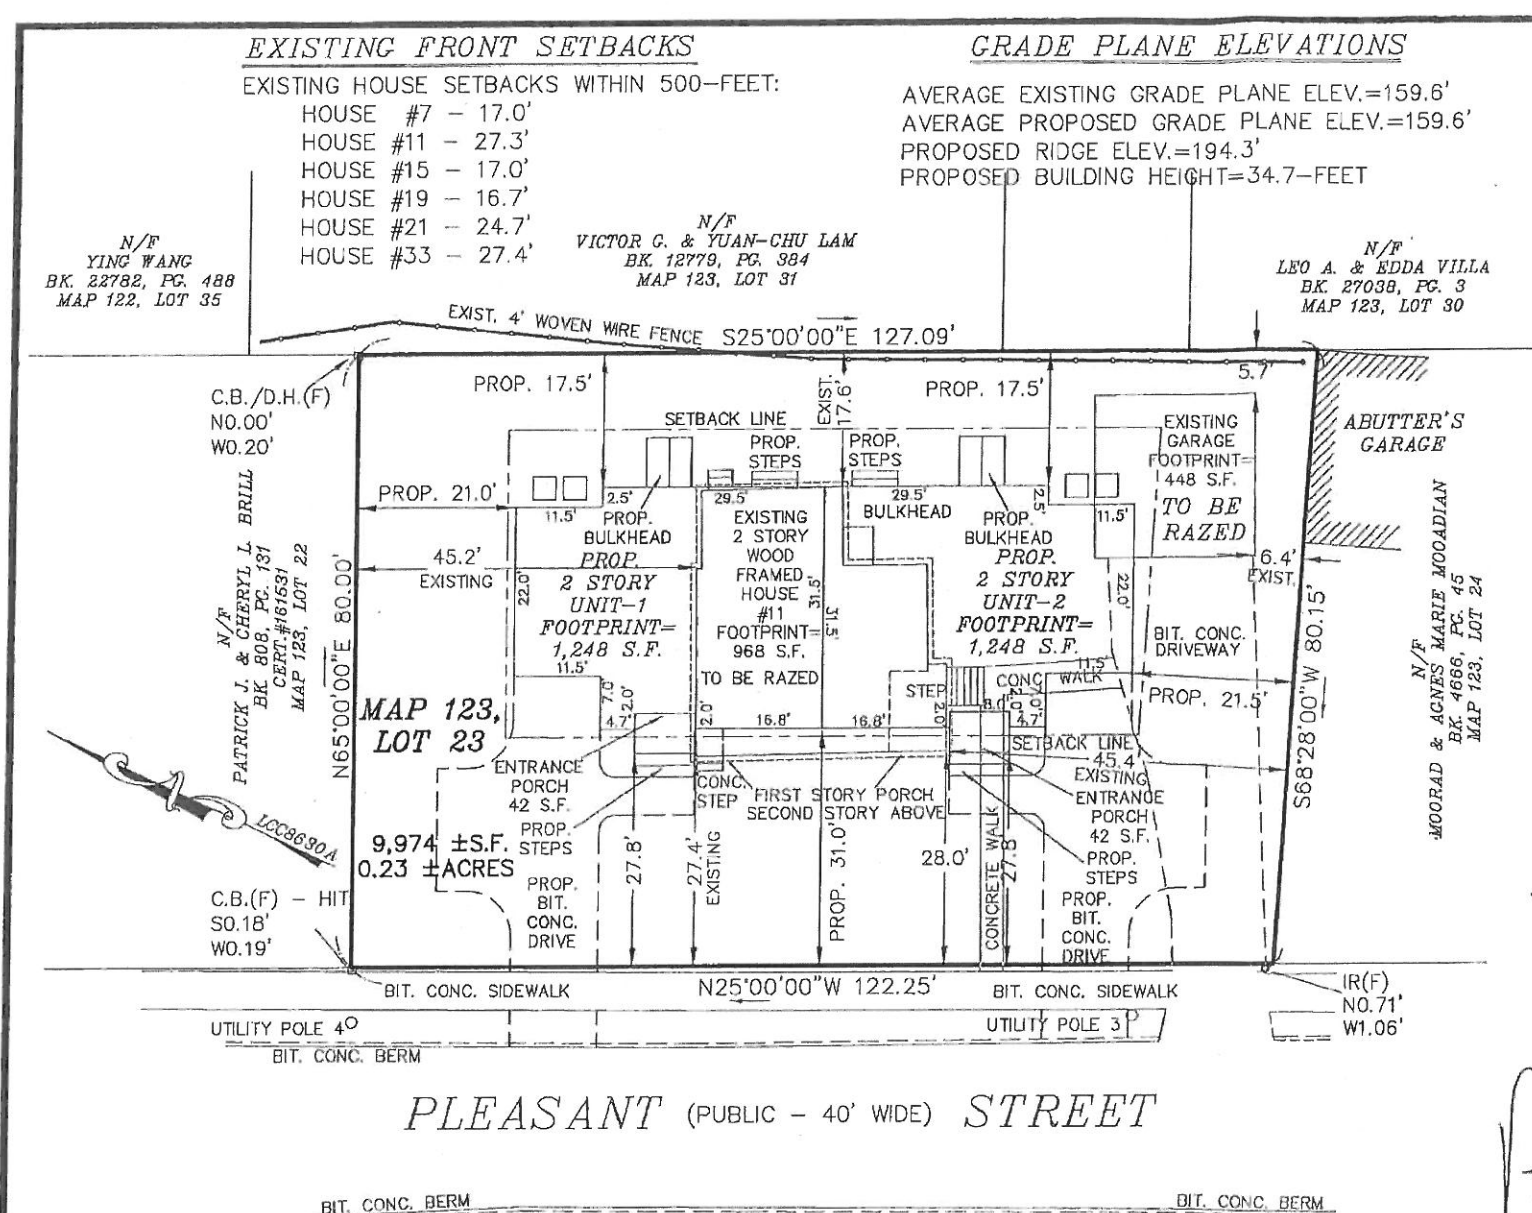 EXISTING FRONT SETBACKS
EXISTING HOUSE SETBACKS WITHIN 500-FEET:
HOUSE #7 - 17.0'
HOUSE #11 - 27.3'
HOUSE #15 - 17.0'
HOUSE #19 - 16.7'
HOUSE #21 - 24.7'
HOUSE #33 - 27.4'
GRADE PLANE ELEVATIONS
AVERAGE EXISTING GRADE PLANE ELEV.=159.6'
AVERAGE PROPOSED GRADE PLANE ELEV.=159.6'
PROPOSED RIDGE ELEV.=194.3'
PROPOSED BUILDING HEIGHT=34.7-FEET
N/F
YING WANG
BK. 22782, PG. 488
MAP 122, LOT 35
N/F
VICTOR G. & YUAN-CHU LAM
BK. 12779, PG. 384
MAP 123, LOT 31
N/F
LEO A. & EDDA VILLA
BK. 27038, PG. 3
MAP 123, LOT 30
EXIST. 4' WOVEN WIRE FENCE
S25°00'00"E 127.09'
C.B./D.H.(F)
N0.00'
W0.20'
PROP. 17.5'
EXIST.
17.6'
PROP. 17.5'
5.7'
SETBACK LINE
EXISTING
GARAGE
FOOTPRINT=
448 S.F.
TO BE
RAZED
ABUTTER'S
GARAGE
PROP.
STEPS
PROP.
STEPS
PROP. 21.0'
11.5'
2.5'
29.5'
29.5'
2.5'
11.5'
PROP.
BULKHEAD
BULKHEAD
PROP.
BULKHEAD
45.2'
EXISTING
6.4'
EXIST.
PROP.
2 STORY
UNIT-1
FOOTPRINT=
1,248 S.F.
EXISTING
2 STORY
WOOD
FRAMED
HOUSE
#11
FOOTPRINT=
968 S.F.
TO BE RAZED
PROP.
2 STORY
UNIT-2
FOOTPRINT=
1,248 S.F.
22.0'
31.5'
31.5'
22.0'
BIT. CONC.
DRIVEWAY
N/F
PATRICK J. & CHERYL L. BRILL
BK 808, PG. 131
CERT.#161531
MAP 123, LOT 22
N65°00'00"E 80.00'
S68°28'00"W 80.15'
N/F
MOORAD & AGNES MARIE MOOADIAN
BK. 4666, PG. 45
MAP 123, LOT 24
11.5'
7.0'
2.0'
4.7'
2.0'
16.8'
16.8'
2.0'
STEP
CONC.
WALK
11.5'
8.0'
2.0'
7.0'
4.7'
PROP. 21.5'
MAP 123,
LOT 23
SETBACK LINE
45.4'
EXISTING
ENTRANCE
PORCH
42 S.F.
PROP.
STEPS
CONC.
STEP
FIRST STORY PORCH
SECOND STORY ABOVE
ENTRANCE
PORCH
42 S.F.
PROP.
STEPS
LCC8630A
9,974 ±S.F.
0.23 ±ACRES
27.8'
27.4'
EXISTING
PROP. 31.0'
28.0'
CONCRETE WALK
27.8'
PROP.
BIT.
CONC.
DRIVE
PROP.
BIT.
CONC.
DRIVE
C.B.(F) - HIT
S0.18'
W0.19'
BIT. CONC. SIDEWALK
N25°00'00"W 122.25'
BIT. CONC. SIDEWALK
IR(F)
N0.71'
W1.06'
UTILITY POLE 4
UTILITY POLE 3
BIT. CONC. BERM
PLEASANT (PUBLIC - 40' WIDE) STREET
BIT. CONC. BERM
BIT. CONC. BERM